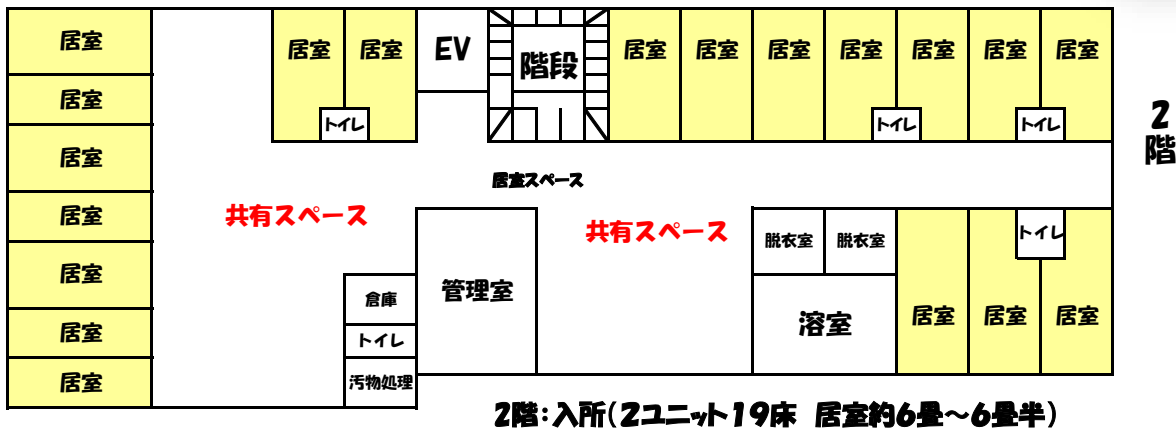 居室
居室
居室
EV
階段
居室
居室
居室
居室
居室
居室
居室
居室
トイレ
トイレ
トイレ
2階
居室
居室
居室
居室
居室
居室
居室スペース
共有スペース
共有スペース
管理室
倉庫
トイレ
汚物処理
脱衣室
脱衣室
溶室
トイレ
居室
居室
居室
2階:入所(2ユニット19床 居室約6畳~6畳半)